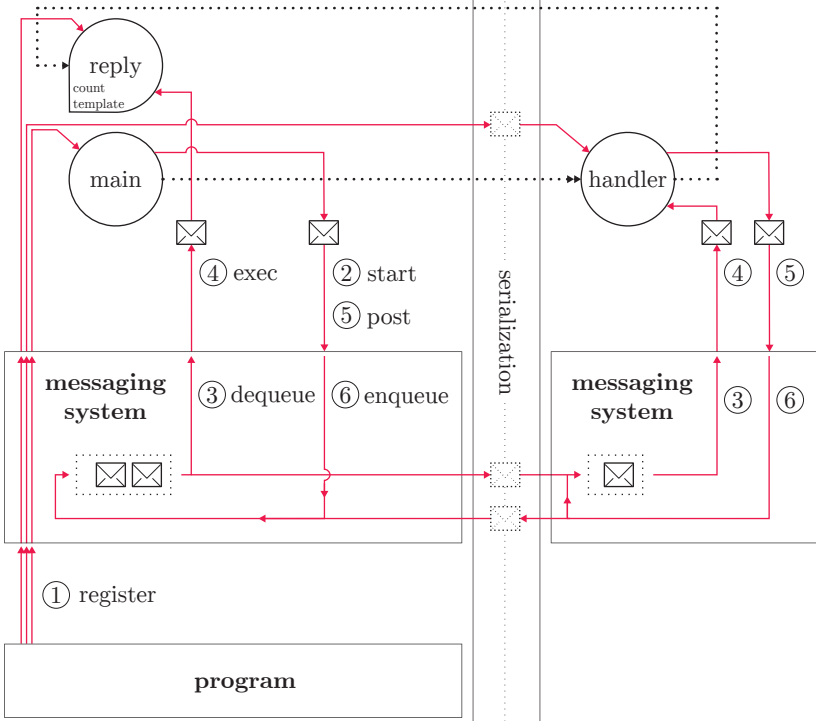 reply
count
template
main
handler
④ exec
② start
④
⑤
⑤ post
serialization
messaging
system
③ dequeue
⑥ enqueue
messaging
system
③
⑥
① register
program